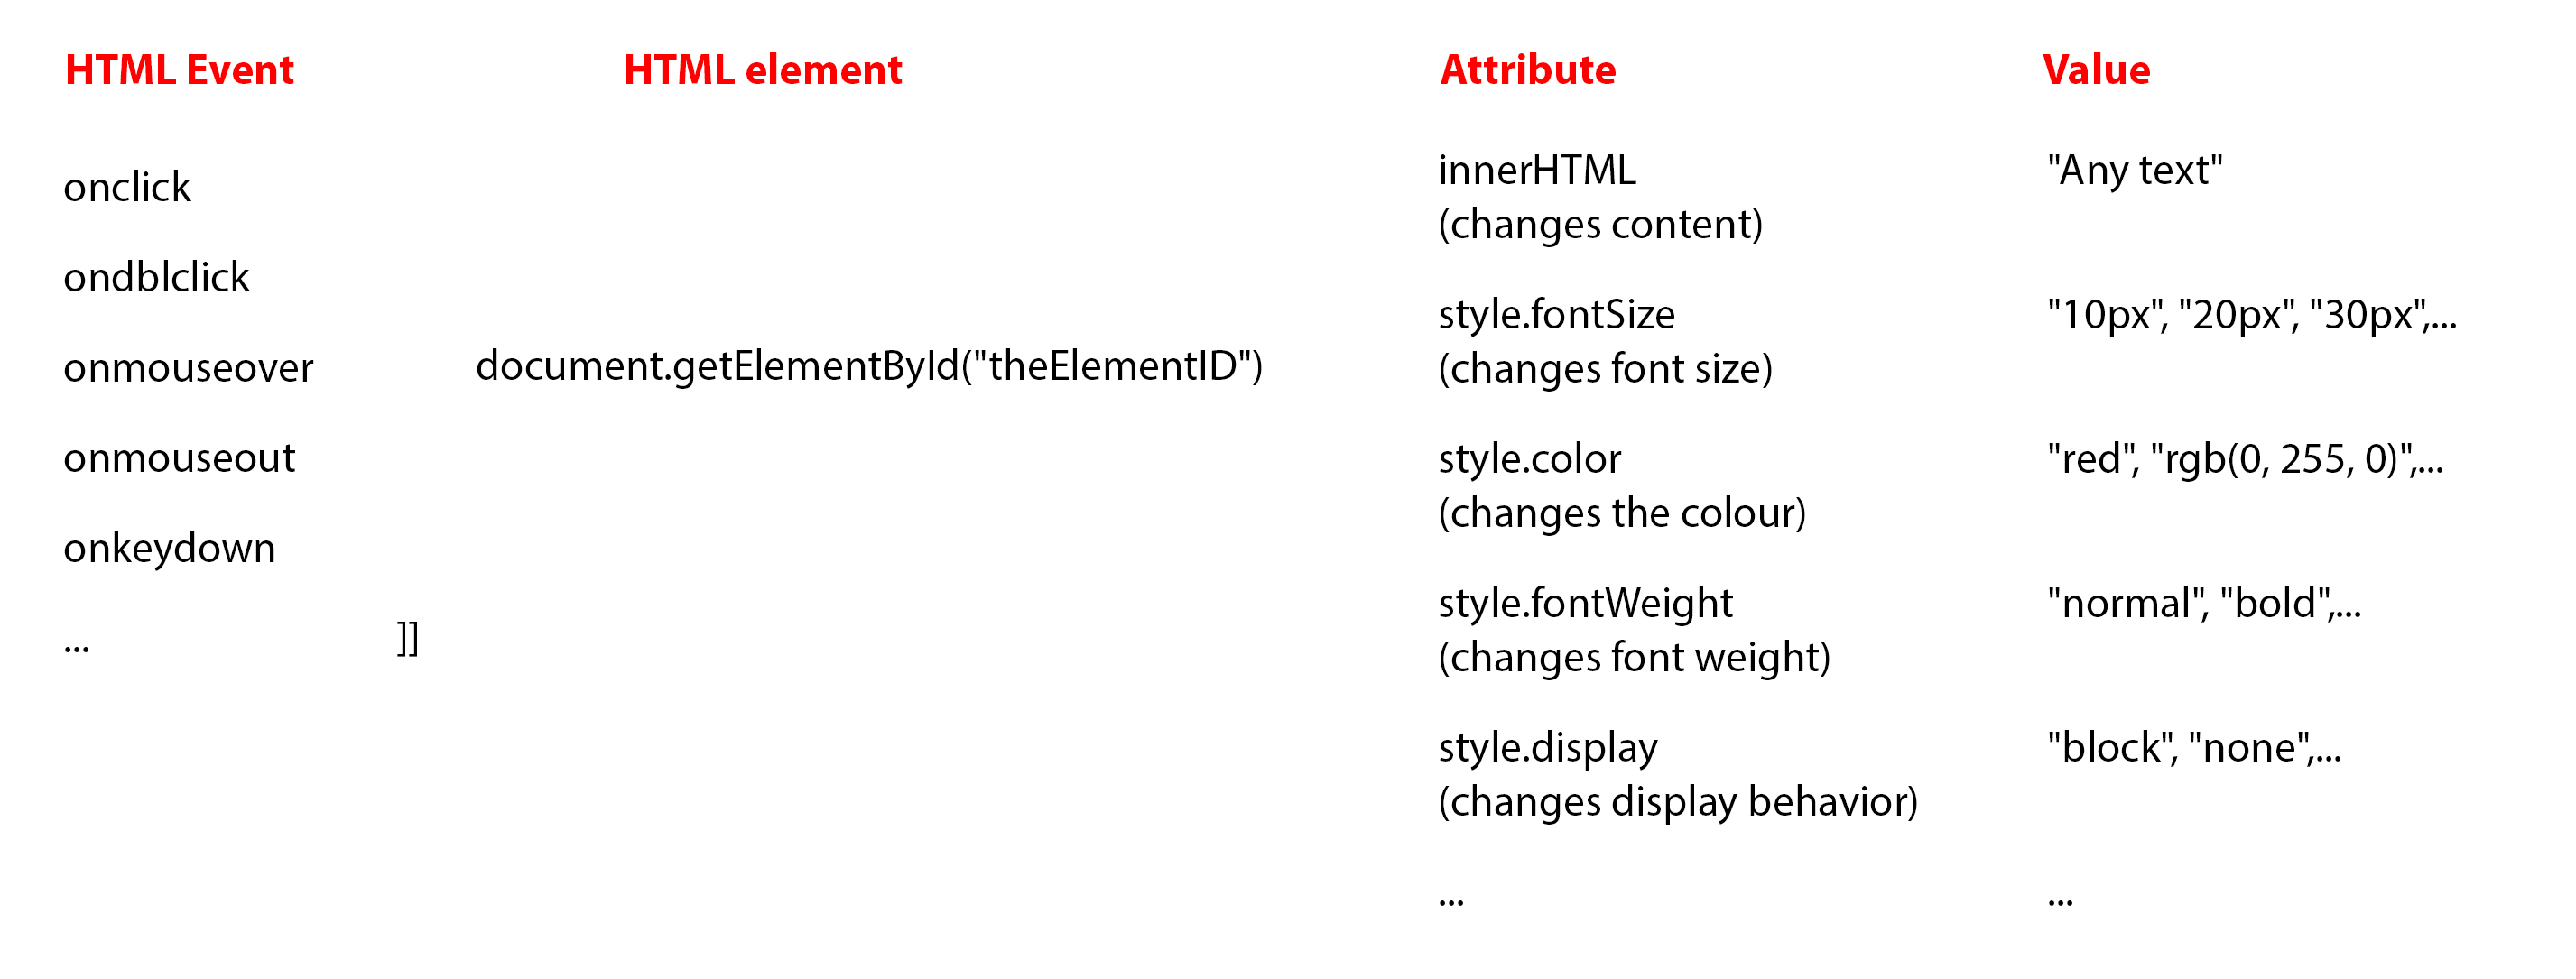 HTML Event HTML element Attribute Value
onclick
ondblclick
onmouseover
onmouseout
onkeydown
... ]]
document.getElementById("theElementID")
innerHTML "Any text"
(changes content)
style.fontSize "10px", "20px", "30px",...
(changes font size)
style.color "red", "rgb(0, 255, 0)",...
(changes the colour)
style.fontWeight "normal", "bold",...
(changes font weight)
style.display "block", "none",...
(changes display behavior)
... ...